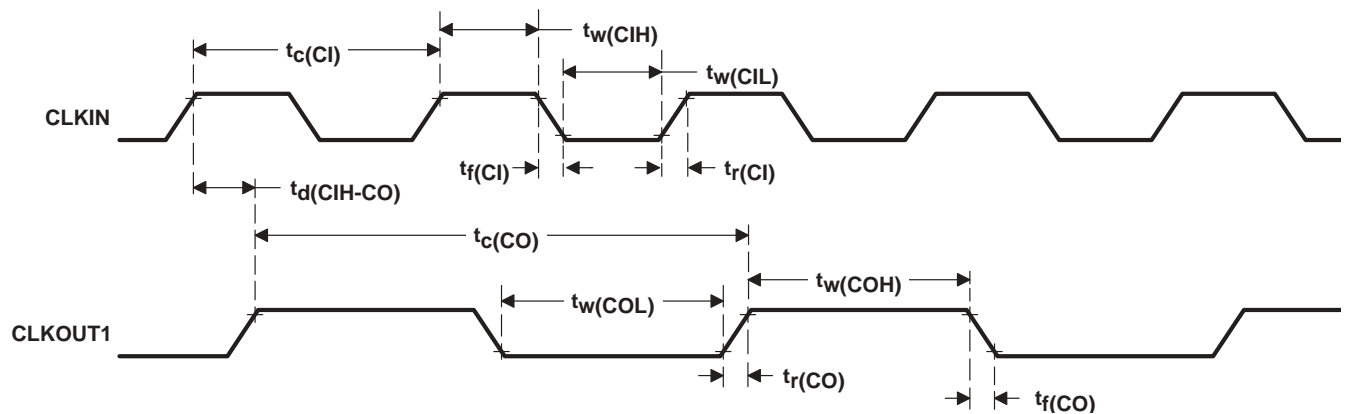 tw(CIH)
tc(CI)
tw(CIL)
CLKIN
tf(CI)
tr(CI)
td(CIH-CO)
tc(CO)
tw(COH)
tw(COL)
CLKOUT1
tr(CO)
tf(CO)